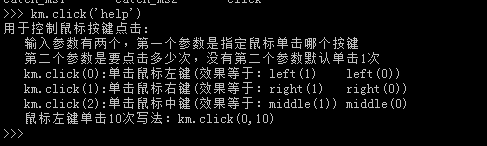 catch_ms1    catch_ms2    click
>>> km.click('help')
用于控制鼠标按键点击:
输入参数有两个，第一个参数是指定鼠标单击哪个按键
第二个参数是要点击多少次，没有第二个参数默认单击1次
km.click(0):单击鼠标左键(效果等于: left(1)    left(0))
km.click(1):单击鼠标右键(效果等于: right(1)   right(0))
km.click(2):单击鼠标中键(效果等于: middle(1)) middle(0)
鼠标左键单击10次写法: km.click(0,10)
>>>